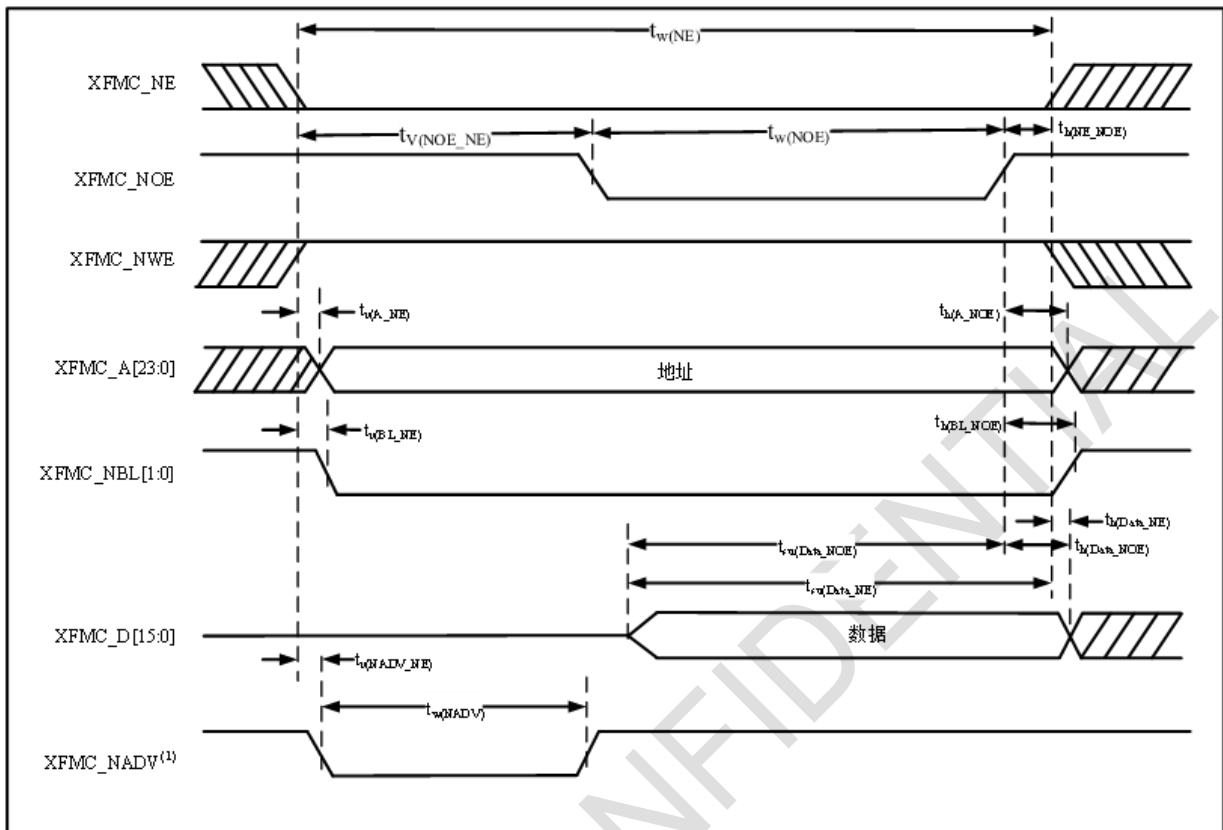 tw(NE)
XFMC_NE
tV(NOE_NE)
tw(NOE)
th(NE_NOE)
XFMC_NOE
XFMC_NWE
tv(A_NE)
th(A_NOE)
XFMC_A[23:0]
地址
tv(BL_NE)
th(BL_NOE)
XFMC_NBL[1:0]
th(Data_NE)
tsu(Data_NOE)
th(Data_NOE)
tsu(Data_NE)
XFMC_D[15:0]
数据
tv(NADV_NE)
tw(NADV)
XFMC_NADV(1)
NFIDENTIAL